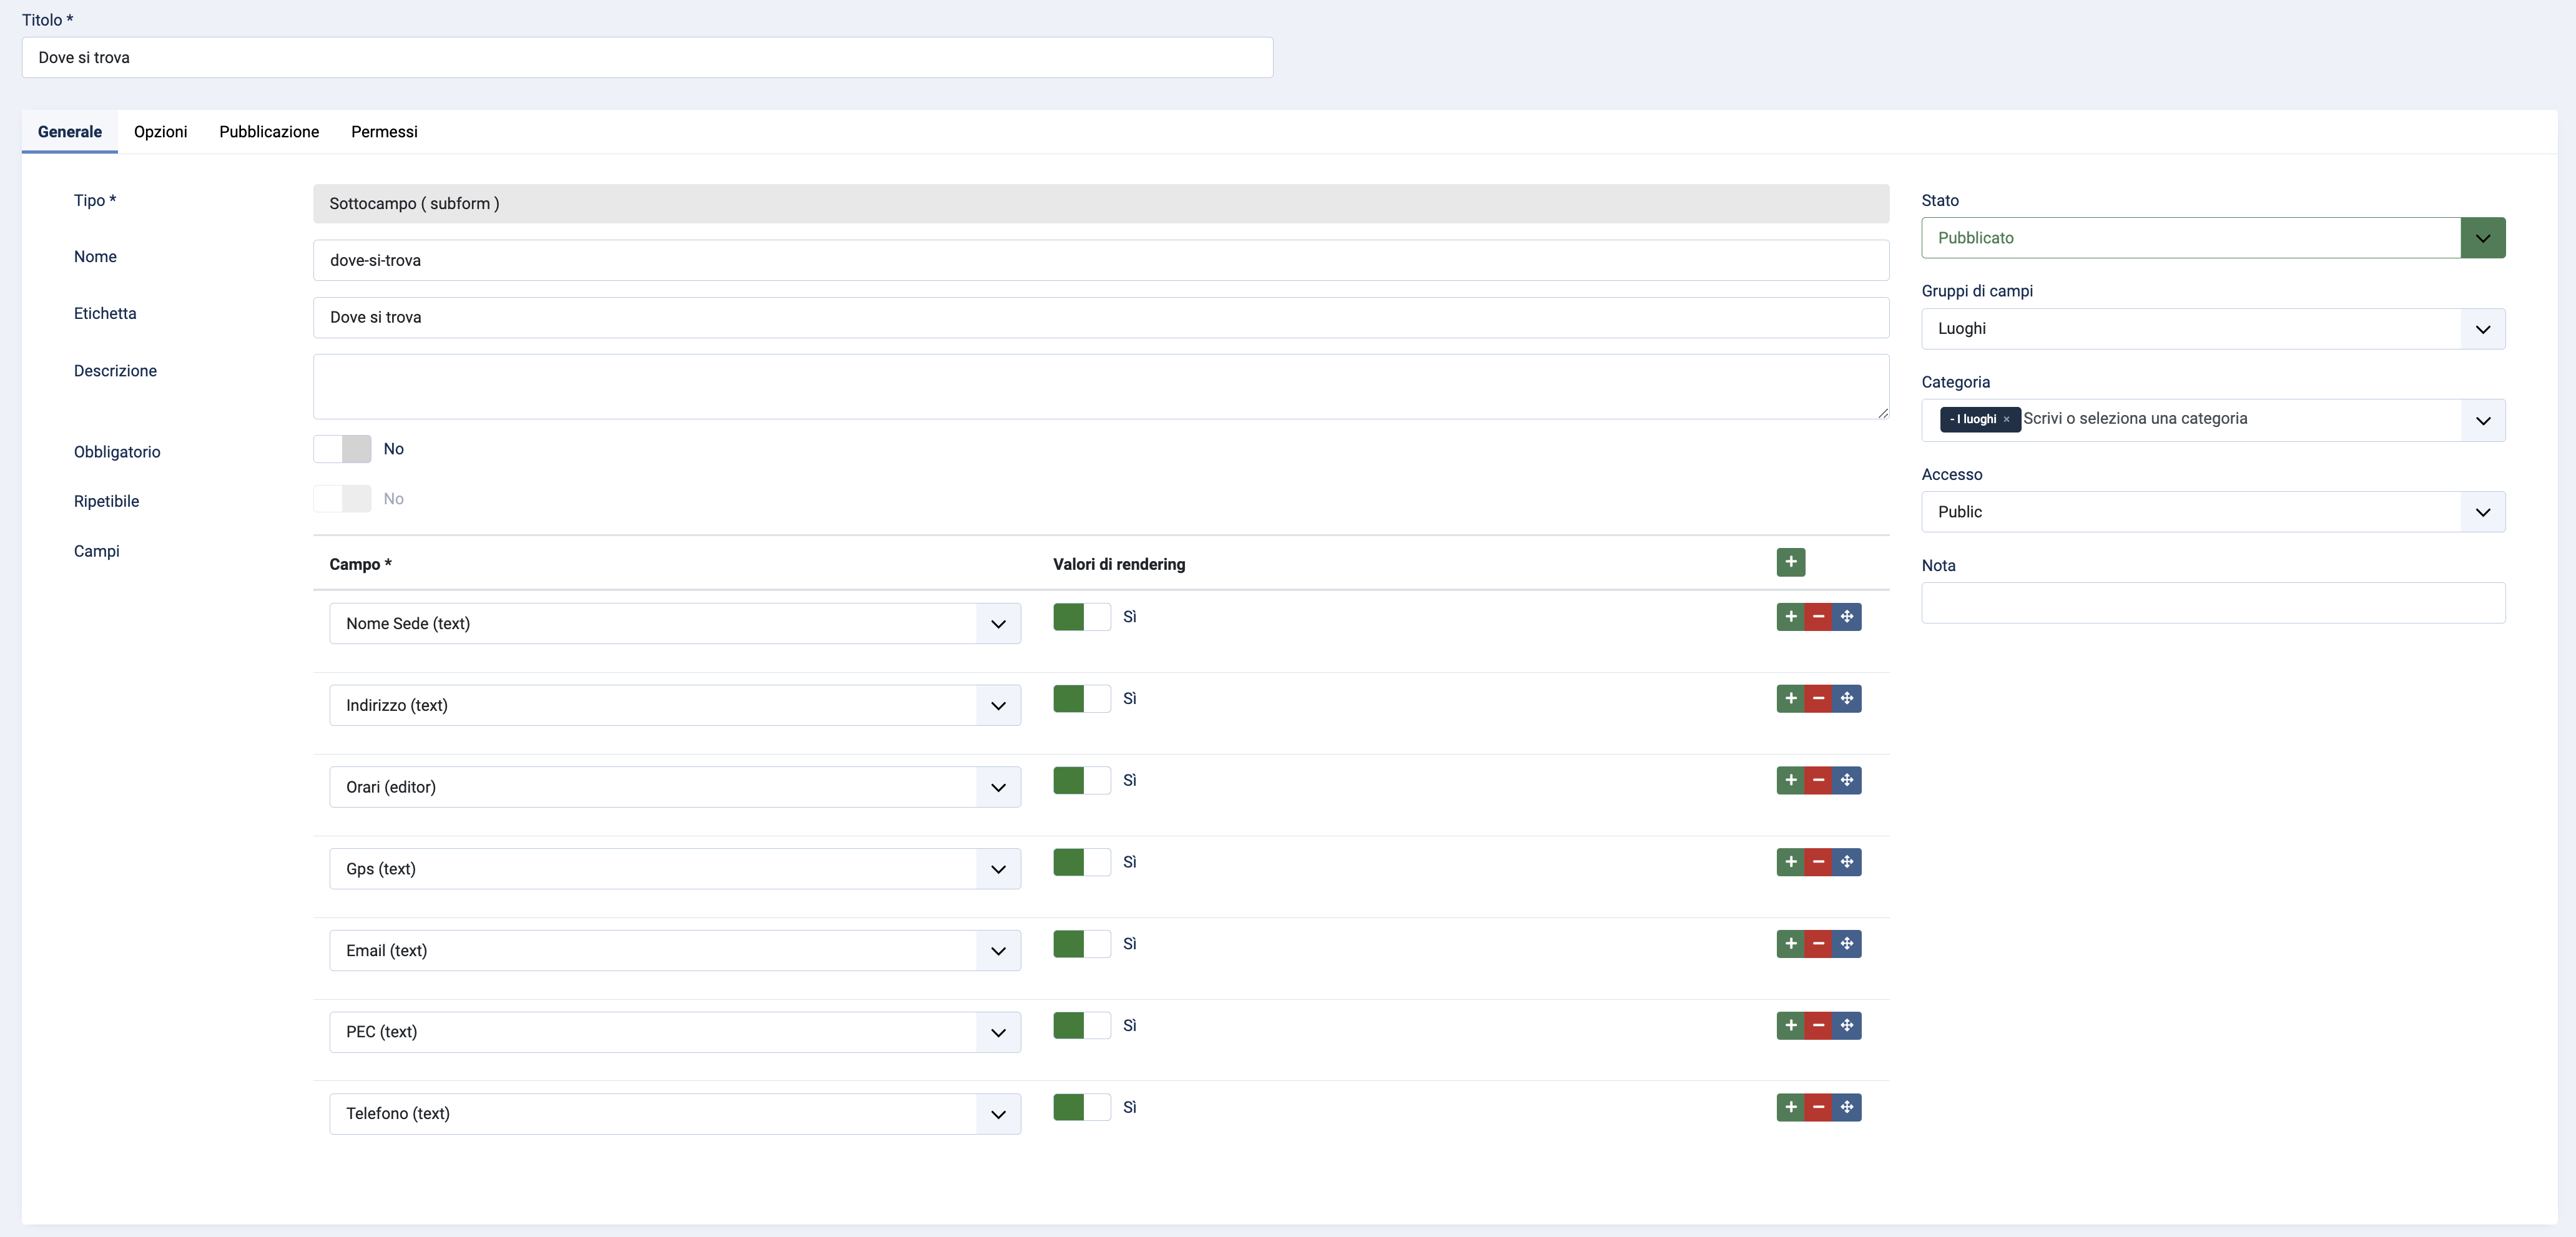 Titolo *
Dove si trova
Generale Opzioni Pubblicazione Permessi
Tipo *
Sottocampo ( subform )
Nome
dove-si-trova
Etichetta
Dove si trova
Descrizione
Obbligatorio
No
Ripetibile
No
Campi
Campo * Valori di rendering
Nome Sede (text) Sì
Indirizzo (text) Sì
Orari (editor) Sì
Gps (text) Sì
Email (text) Sì
PEC (text) Sì
Telefono (text) Sì
Stato
Pubblicato
Gruppi di campi
Luoghi
Categoria
- I luoghi × Scrivi o seleziona una categoria
Accesso
Public
Nota